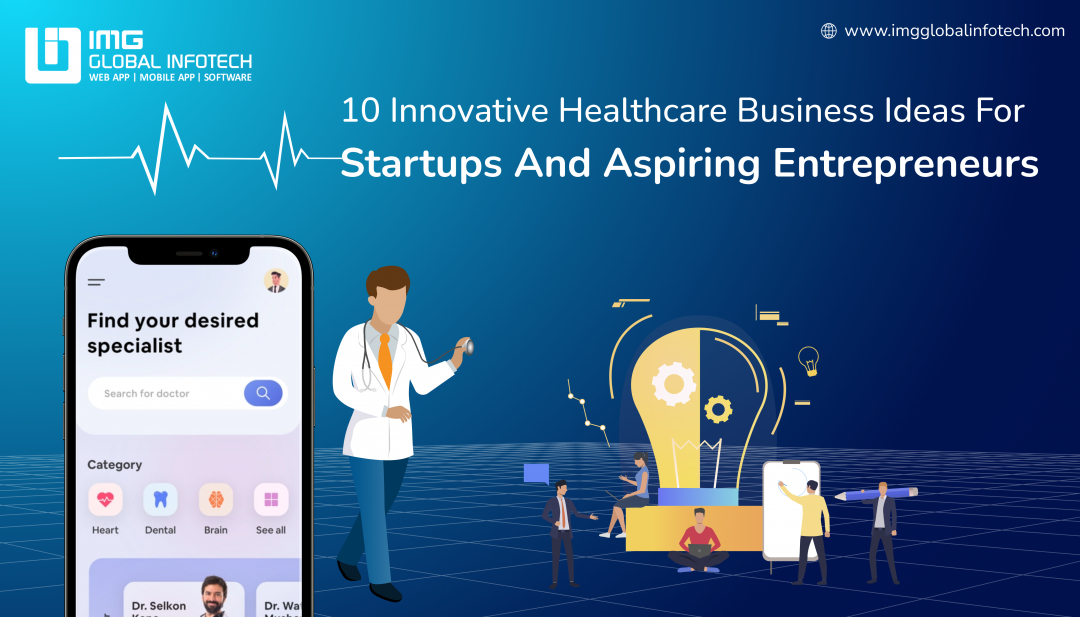 IMG
GLOBAL INFOTECH
WEB APP | MOBILE APP | SOFTWARE
www.imgglobalinfotech.com
10 Innovative Healthcare Business Ideas For
Startups And Aspiring Entrepreneurs
Find your desired
specialist
Search for doctor
Category
Heart
Dental
Brain
See all
Dr. Selkon
Dr. Wa